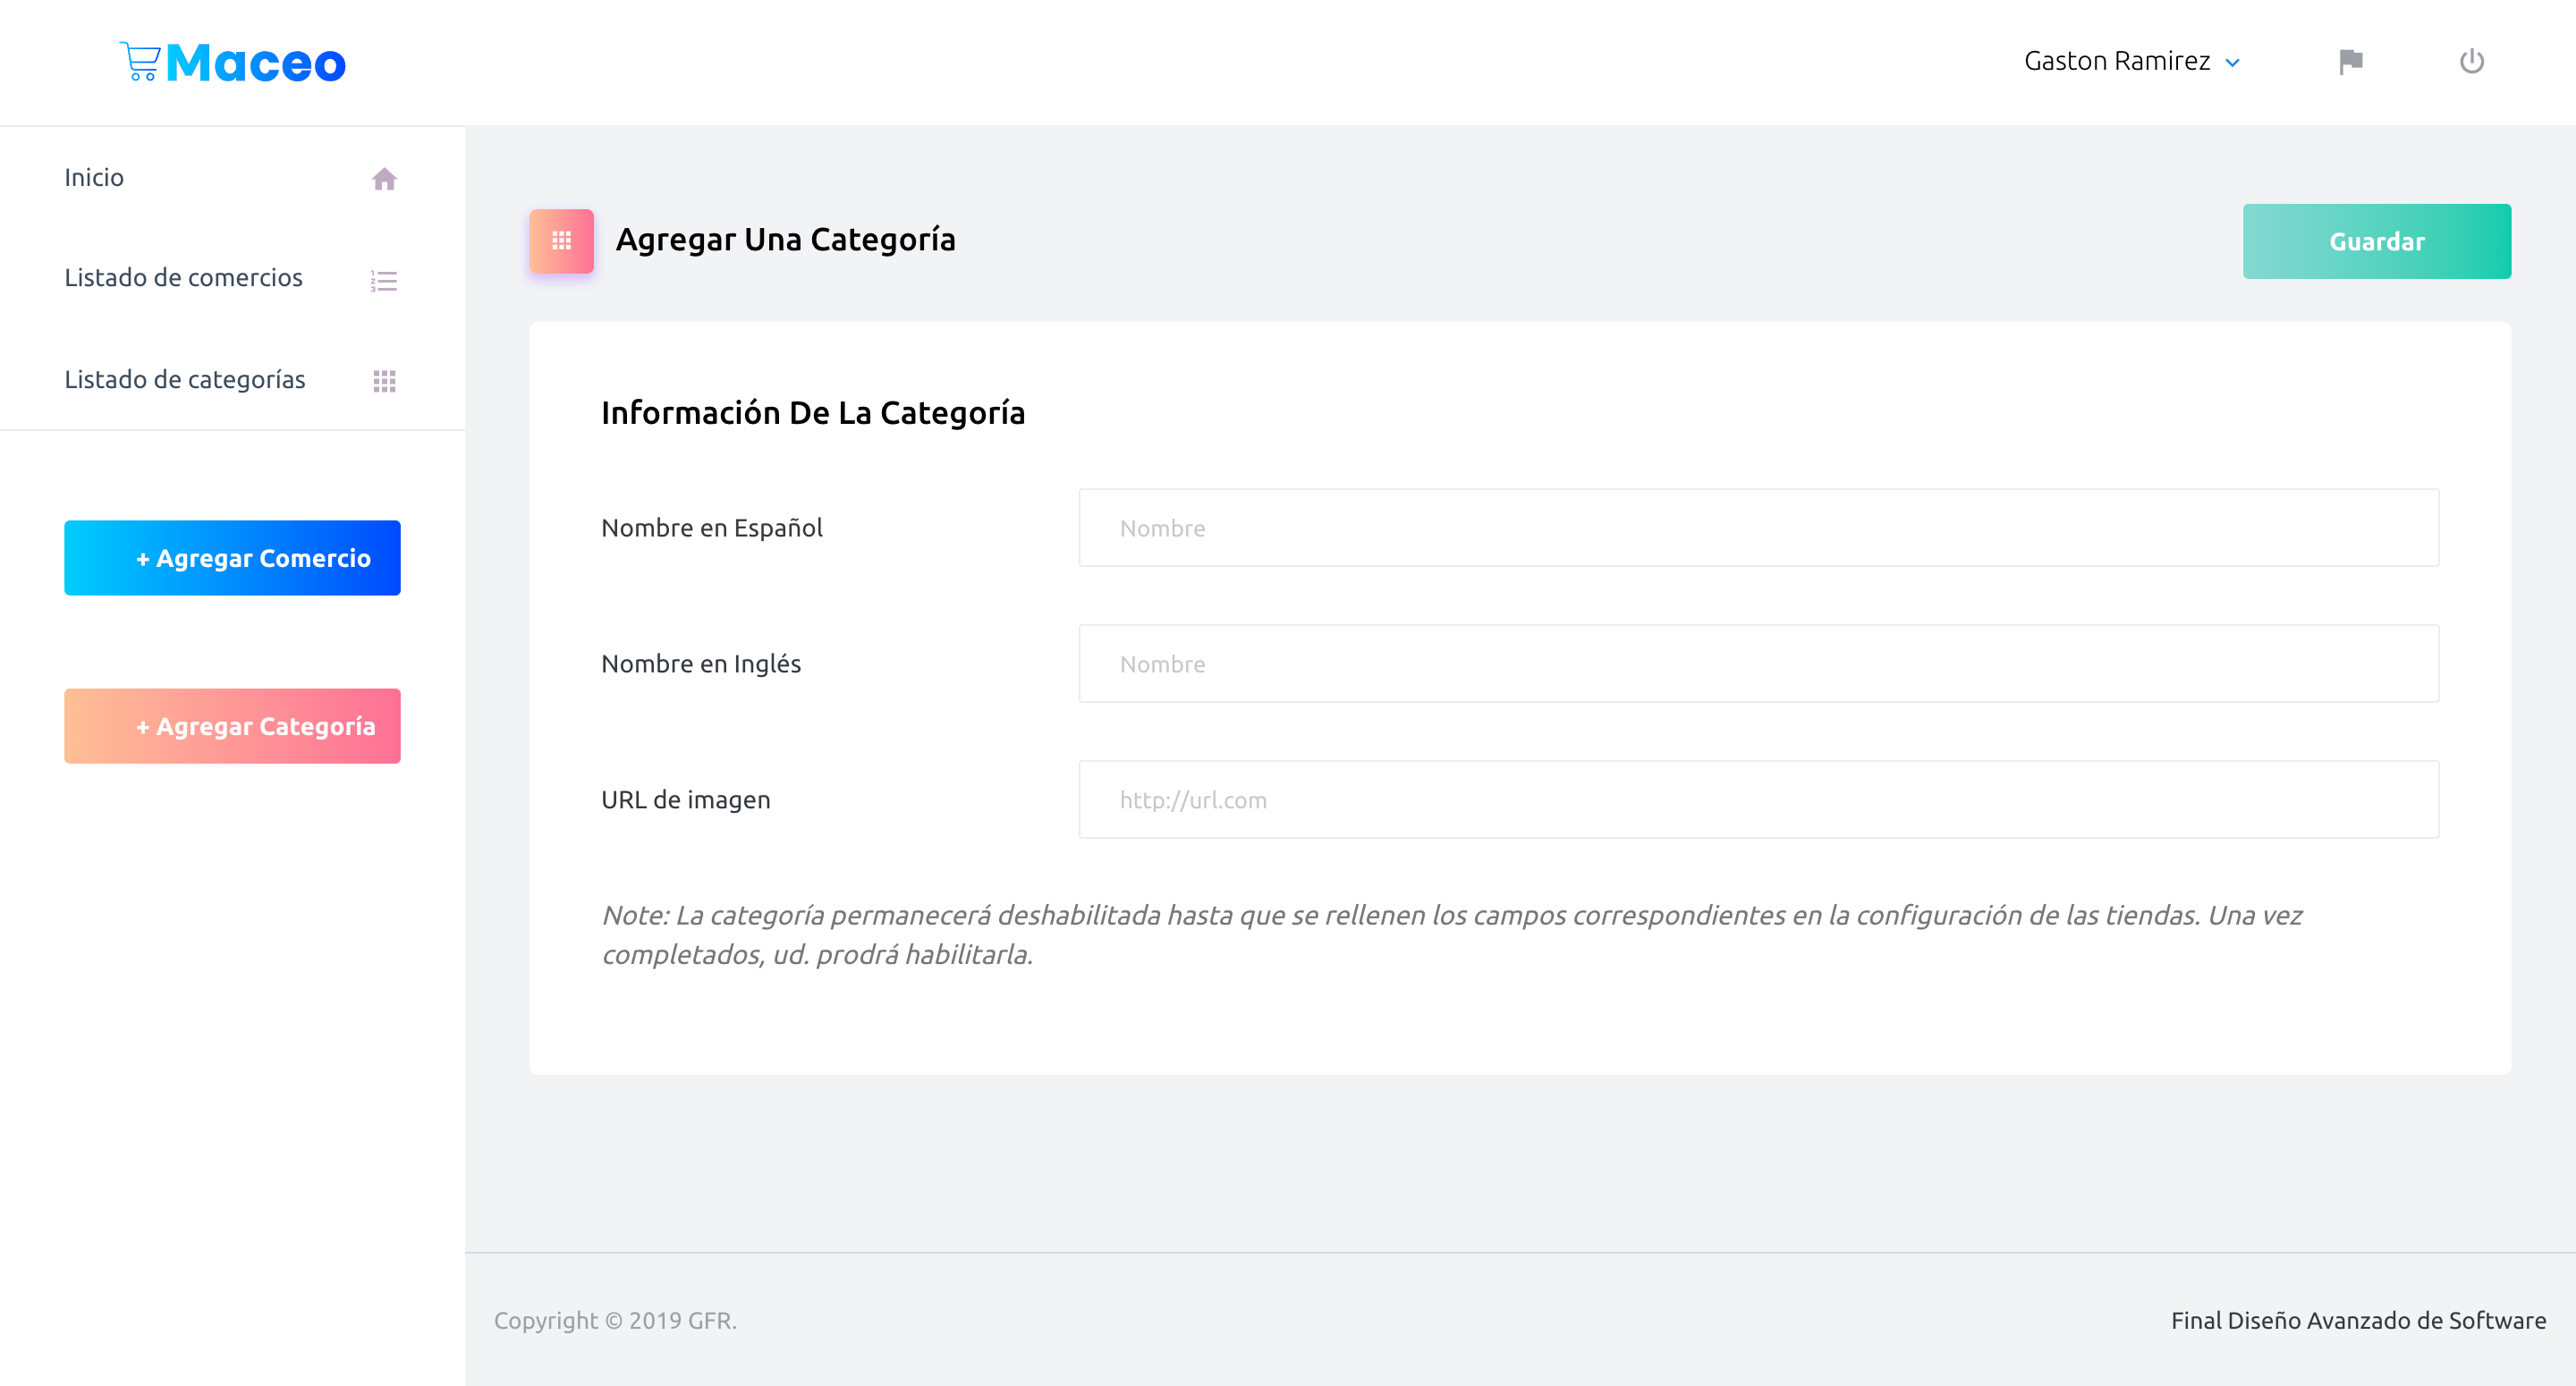 Maceo
Gaston Ramirez
Inicio
Listado de comercios
Listado de categorías
+ Agregar Comercio
+ Agregar Categoría
Agregar Una Categoría
Guardar
Información De La Categoría
Nombre en Español
Nombre
Nombre en Inglés
Nombre
URL de imagen
http://url.com
Note: La categoría permanecerá deshabilitada hasta que se rellenen los campos correspondientes en la configuración de las tiendas. Una vez
completados, ud. prodrá habilitarla.
Copyright © 2019 GFR.
Final Diseño Avanzado de Software